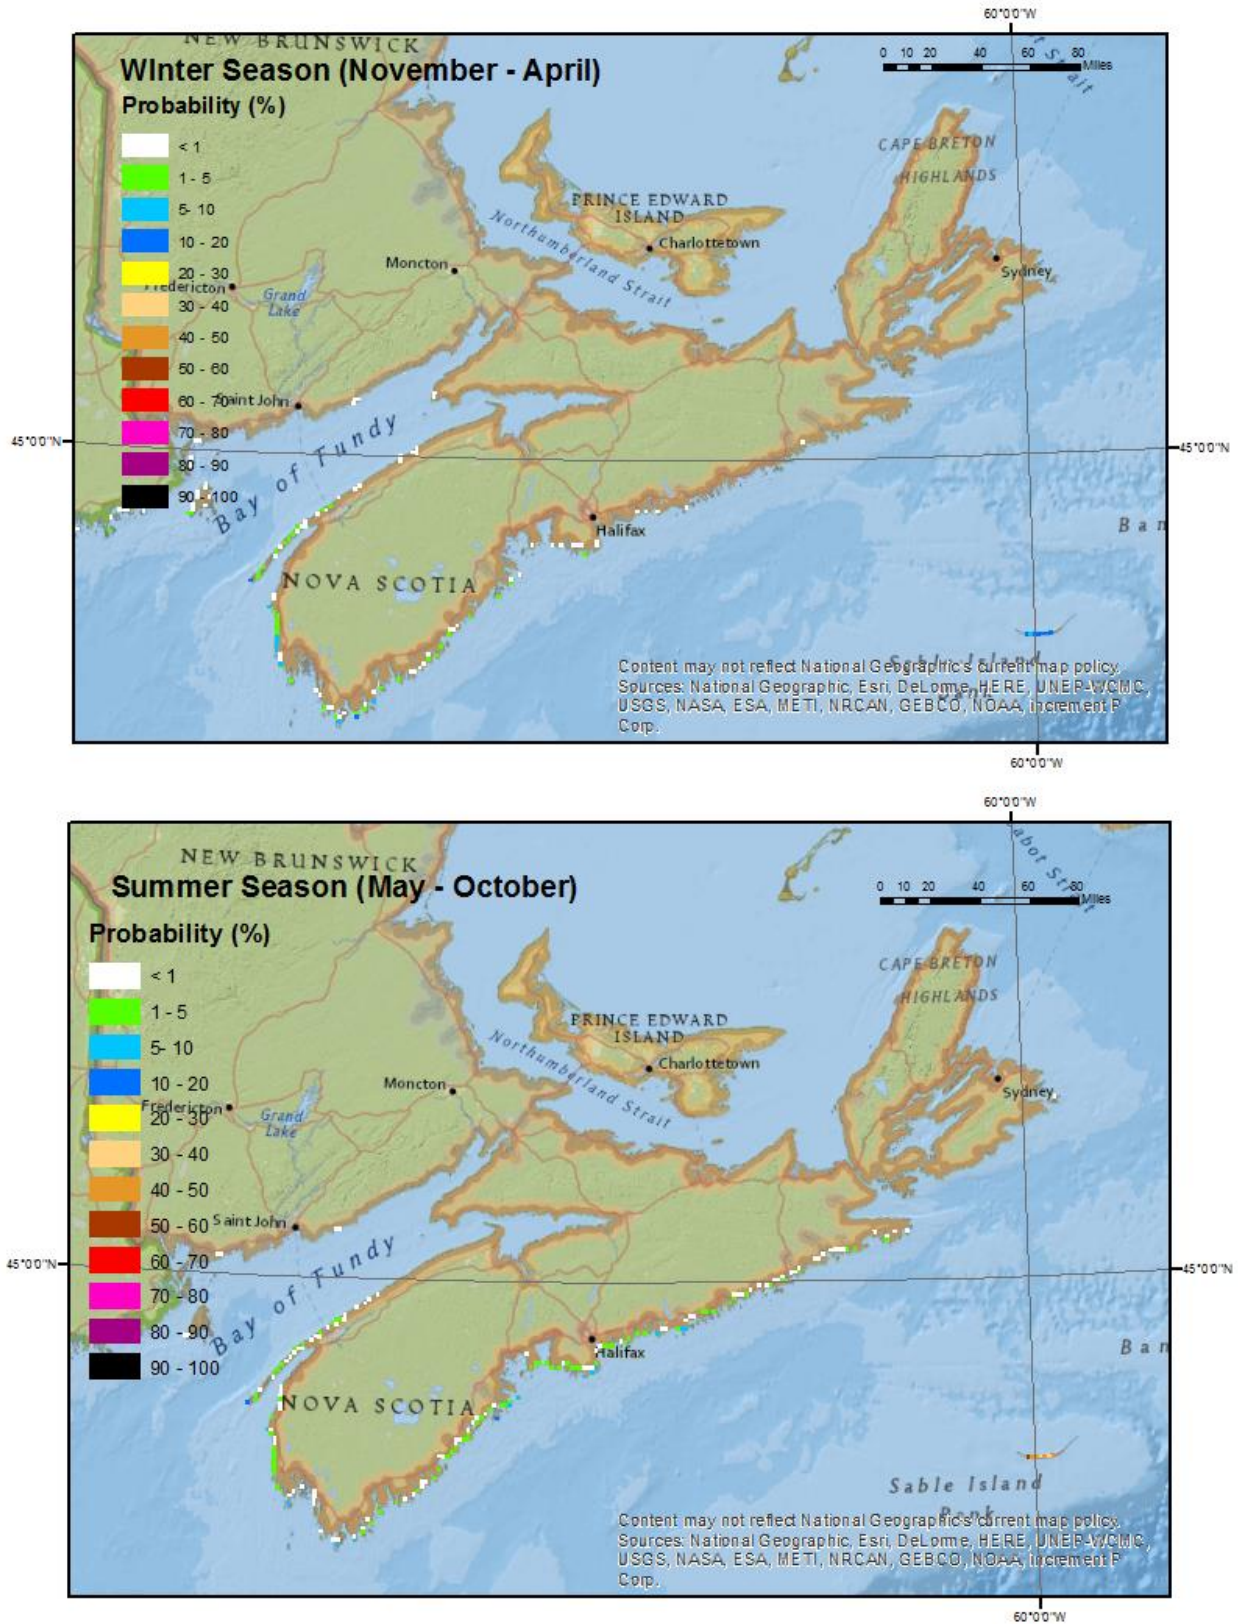 60°0'0"W
NEW BRUNSWICK
WInter Season (November - April)
Probability (%)
< 1
1 - 5
5- 10
10 - 20
20 - 30
30 - 40
40 - 50
50 - 60
60 - 70
70 - 80
80 - 90
90 - 100
0 10 20 40 60 80
Miles
t Strait
CAPE BRETON
HIGHLANDS
PRINCE EDWARD
ISLAND
Northumberland Strait
Charlottetown
Moncton
Sydney
Fredericton
Grand
Lake
Saint John
45°0'0"N
45°0'0"N
Bay of Fundy
Halifax
Ban
NOVA SCOTIA
Sable Island
Bank
Content may not reflect National Geographic's current map policy.
Sources: National Geographic, Esri, DeLorme, HERE, UNEP-WCMC,
USGS, NASA, ESA, METI, NRCAN, GEBCO, NOAA, increment P
Corp.
60°0'0"W
60°0'0"W
NEW BRUNSWICK
Summer Season (May - October)
Probability (%)
< 1
1 - 5
5- 10
10 - 20
20 - 30
30 - 40
40 - 50
50 - 60
60 - 70
70 - 80
80 - 90
90 - 100
0 10 20 40 60 80
Miles
abot Strait
CAPE BRETON
HIGHLANDS
PRINCE EDWARD
ISLAND
Northumberland Strait
Charlottetown
Moncton
Sydney
Fredericton
Grand
Lake
Saint John
45°0'0"N
45°0'0"N
Bay of Fundy
Halifax
Ban
NOVA SCOTIA
Sable Island
Bank
Content may not reflect National Geographic's current map policy.
Sources: National Geographic, Esri, DeLorme, HERE, UNEP-WCMC,
USGS, NASA, ESA, METI, NRCAN, GEBCO, NOAA, increment P
Corp.
60°0'0"W